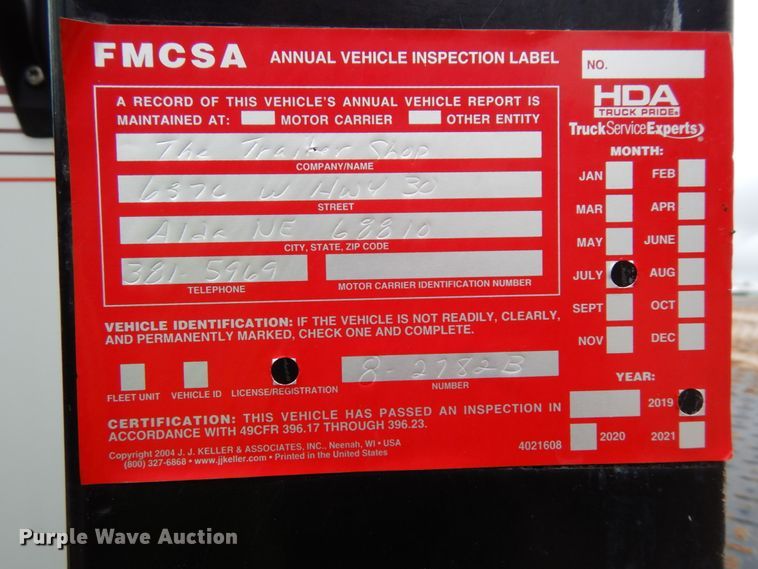 FMCSA ANNUAL VEHICLE INSPECTION LABEL
NO.
HDA
TRUCK PRIDE®
TruckServiceExperts®
A RECORD OF THIS VEHICLE'S ANNUAL VEHICLE REPORT IS
MAINTAINED AT: MOTOR CARRIER OTHER ENTITY
The Trailer Shop
COMPANY/NAME
6376 W Hwy 30
STREET
Alda NE 68810
CITY, STATE, ZIP CODE
381-5969
TELEPHONE MOTOR CARRIER IDENTIFICATION NUMBER
MONTH:
JAN FEB
MAR APR
MAY JUNE
JULY AUG
SEPT OCT
NOV DEC
VEHICLE IDENTIFICATION: IF THE VEHICLE IS NOT READILY, CLEARLY,
AND PERMANENTLY MARKED, CHECK ONE AND COMPLETE.
FLEET UNIT VEHICLE ID LICENSE/REGISTRATION
8-2782B
NUMBER
YEAR:
2019
2020 2021
CERTIFICATION: THIS VEHICLE HAS PASSED AN INSPECTION IN
ACCORDANCE WITH 49CFR 396.17 THROUGH 396.23.
Copyright 2004 J. J. KELLER & ASSOCIATES, INC., Neenah, WI • USA
(800) 327-6868 • www.jjkeller.com • Printed in the United States
4021608
Purple Wave Auction